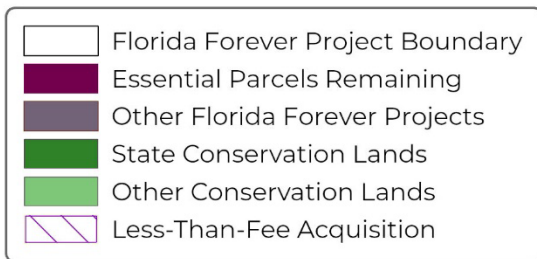 Florida Forever Project Boundary
Essential Parcels Remaining
Other Florida Forever Projects
State Conservation Lands
Other Conservation Lands
Less-Than-Fee Acquisition